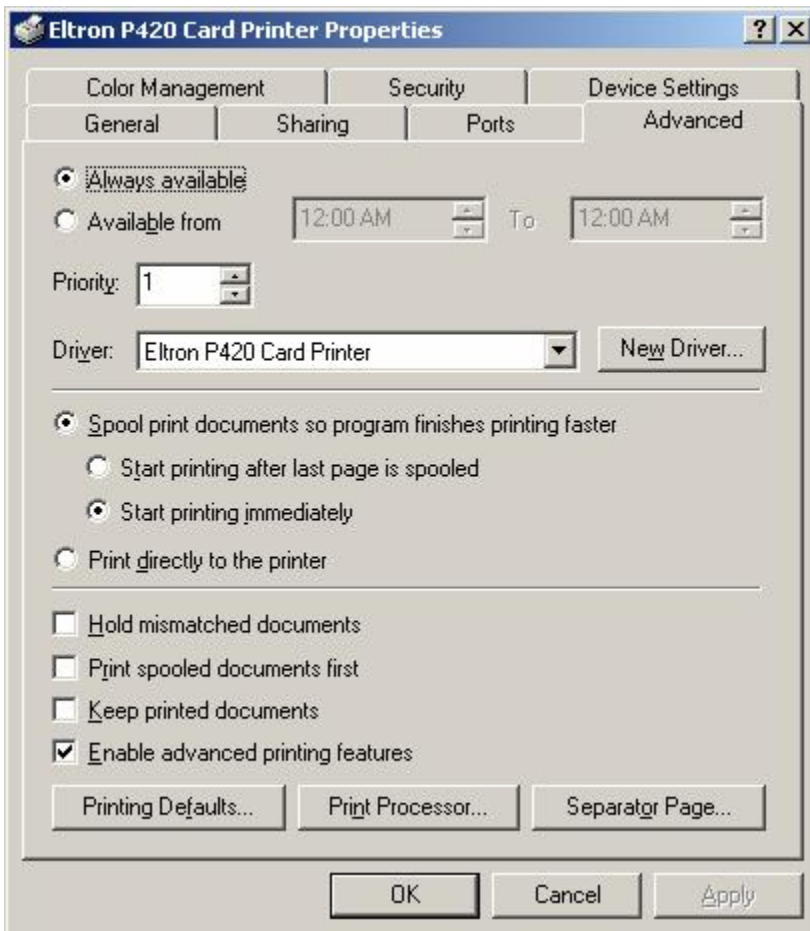 Eltron P420 Card Printer Properties
Color Management Security Device Settings
General Sharing Ports Advanced
Always available
Available from 12:00 AM To 12:00 AM
Priority: 1
Driver: Eltron P420 Card Printer New Driver...
Spool print documents so program finishes printing faster
Start printing after last page is spooled
Start printing immediately
Print directly to the printer
Hold mismatched documents
Print spooled documents first
Keep printed documents
Enable advanced printing features
Printing Defaults... Print Processor... Separator Page...
OK Cancel Apply